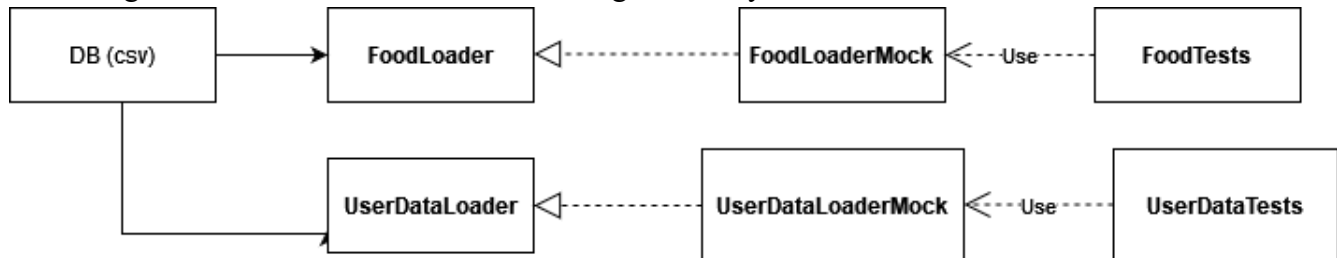 DB (csv)
FoodLoader
FoodLoaderMock
Use
FoodTests
UserDataLoader
UserDataLoaderMock
Use
UserDataTests